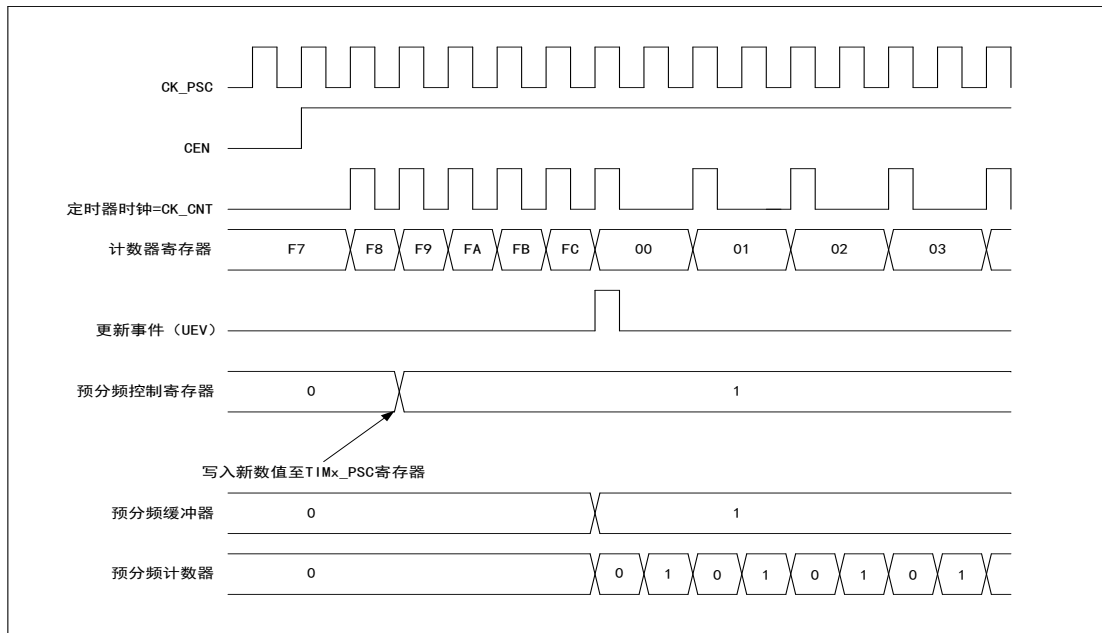 CK_PSC
CEN
定时器时钟=CK_CNT
计数器寄存器 F7 F8 F9 FA FB FC 00 01 02 03
更新事件（UEV）
预分频控制寄存器 0 1
写入新数值至TIMx_PSC寄存器
预分频缓冲器 0 1
预分频计数器 0 0 1 0 1 0 1 0 1